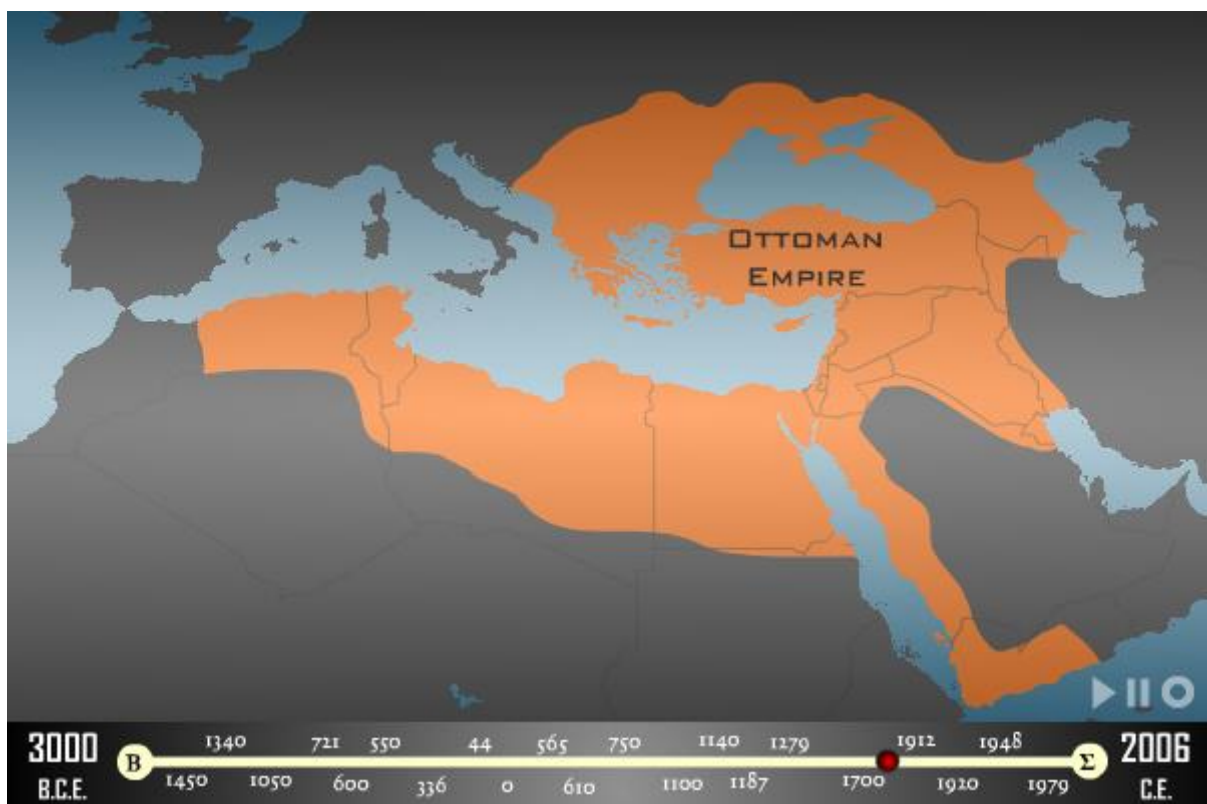 OTTOMAN
EMPIRE
3000
B.C.E.
B
1340 721 550 44 565 750 1140 1279 1912 1948
1450 1050 600 336 0 610 1100 1187 1700 1920 1979
Σ
2006
C.E.